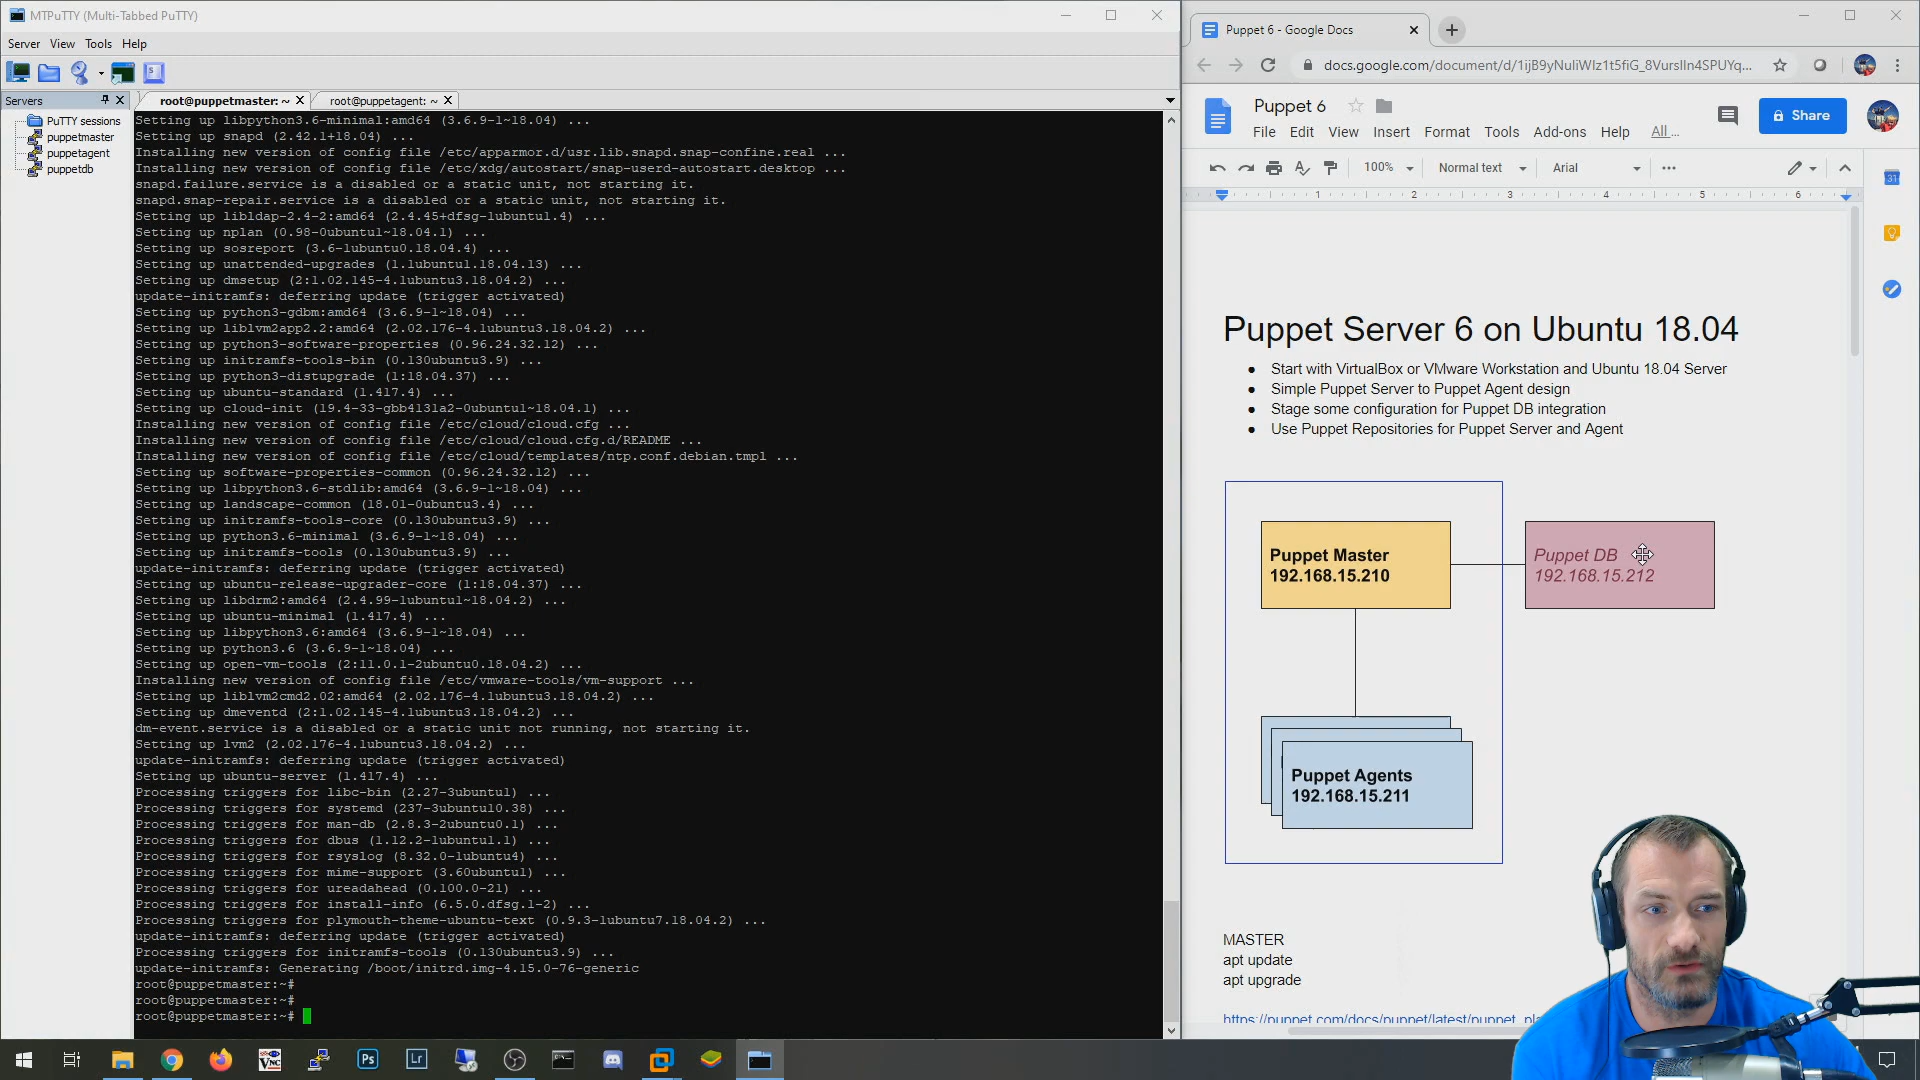 MTPuTTY (Multi-Tabbed PuTTY)
Server View Tools Help
Servers
root@puppetmaster: ~
root@puppetagent: ~
PuTTY sessions
puppetmaster
puppetagent
puppetdb
Setting up libpython3.6-minimal:amd64 (3.6.9-1~18.04) ...
Setting up snapd (2.42.1+18.04) ...
Installing new version of config file /etc/apparmor.d/usr.lib.snapd.snap-confine.real ...
Installing new version of config file /etc/xdg/autostart/snap-userd-autostart.desktop ...
snapd.failure.service is a disabled or a static unit, not starting it.
snapd.snap-repair.service is a disabled or a static unit, not starting it.
Setting up libldap-2.4-2:amd64 (2.4.45+dfsg-1ubuntu1.4) ...
Setting up nplan (0.98-0ubuntu1~18.04.1) ...
Setting up sosreport (3.6-1ubuntu0.18.04.4) ...
Setting up unattended-upgrades (1.1ubuntu1.18.04.13) ...
Setting up dmsetup (2:1.02.145-4.1ubuntu3.18.04.2) ...
update-initramfs: deferring update (trigger activated)
Setting up python3-gdbm:amd64 (3.6.9-1~18.04) ...
Setting up liblvm2app2.2:amd64 (2.02.176-4.1ubuntu3.18.04.2) ...
Setting up python3-software-properties (0.96.24.32.12) ...
Setting up initramfs-tools-bin (0.130ubuntu3.9) ...
Setting up python3-distupgrade (1:18.04.37) ...
Setting up ubuntu-standard (1.417.4) ...
Setting up cloud-init (19.4-33-gbb4131a2-0ubuntu1~18.04.1) ...
Installing new version of config file /etc/cloud/cloud.cfg ...
Installing new version of config file /etc/cloud/cloud.cfg.d/README ...
Installing new version of config file /etc/cloud/templates/ntp.conf.debian.tmpl ...
Setting up software-properties-common (0.96.24.32.12) ...
Setting up libpython3.6-stdlib:amd64 (3.6.9-1~18.04) ...
Setting up landscape-common (18.01-0ubuntu3.4) ...
Setting up initramfs-tools-core (0.130ubuntu3.9) ...
Setting up python3.6-minimal (3.6.9-1~18.04) ...
Setting up initramfs-tools (0.130ubuntu3.9) ...
update-initramfs: deferring update (trigger activated)
Setting up ubuntu-release-upgrader-core (1:18.04.37) ...
Setting up libdrm2:amd64 (2.4.99-1ubuntu1~18.04.2) ...
Setting up ubuntu-minimal (1.417.4) ...
Setting up libpython3.6:amd64 (3.6.9-1~18.04) ...
Setting up python3.6 (3.6.9-1~18.04) ...
Setting up open-vm-tools (2:11.0.1-2ubuntu0.18.04.2) ...
Installing new version of config file /etc/vmware-tools/vm-support ...
Setting up liblvm2cmd2.02:amd64 (2.02.176-4.1ubuntu3.18.04.2) ...
Setting up dmeventd (2:1.02.145-4.1ubuntu3.18.04.2) ...
dm-event.service is a disabled or a static unit not running, not starting it.
Setting up lvm2 (2.02.176-4.1ubuntu3.18.04.2) ...
update-initramfs: deferring update (trigger activated)
Setting up ubuntu-server (1.417.4) ...
Processing triggers for libc-bin (2.27-3ubuntu1) ...
Processing triggers for systemd (237-3ubuntu10.38) ...
Processing triggers for man-db (2.8.3-2ubuntu0.1) ...
Processing triggers for dbus (1.12.2-1ubuntu1.1) ...
Processing triggers for rsyslog (8.32.0-1ubuntu4) ...
Processing triggers for mime-support (3.60ubuntu1) ...
Processing triggers for ureadahead (0.100.0-21) ...
Processing triggers for install-info (6.5.0.dfsg.1-2) ...
Processing triggers for plymouth-theme-ubuntu-text (0.9.3-1ubuntu7.18.04.2) ...
update-initramfs: deferring update (trigger activated)
Processing triggers for initramfs-tools (0.130ubuntu3.9) ...
update-initramfs: Generating /boot/initrd.img-4.15.0-76-generic
root@puppetmaster:~#
root@puppetmaster:~#
root@puppetmaster:~#
Puppet 6 - Google Docs
docs.google.com/document/d/1ijB9yNuliWIz1t5fiG_8VursIIn4SPUYq...
Puppet 6
File Edit View Insert Format Tools Add-ons Help All ...
Share
100% Normal text Arial
1 2 3 4 5 6
31
Puppet Server 6 on Ubuntu 18.04
● Start with VirtualBox or VMware Workstation and Ubuntu 18.04 Server
● Simple Puppet Server to Puppet Agent design
● Stage some configuration for Puppet DB integration
● Use Puppet Repositories for Puppet Server and Agent
Puppet Master
192.168.15.210
Puppet DB
192.168.15.212
Puppet Agents
192.168.15.211
MASTER
apt update
apt upgrade
https://puppet.com/docs/puppet/latest/puppet_pla
VNC
Ps
Lr